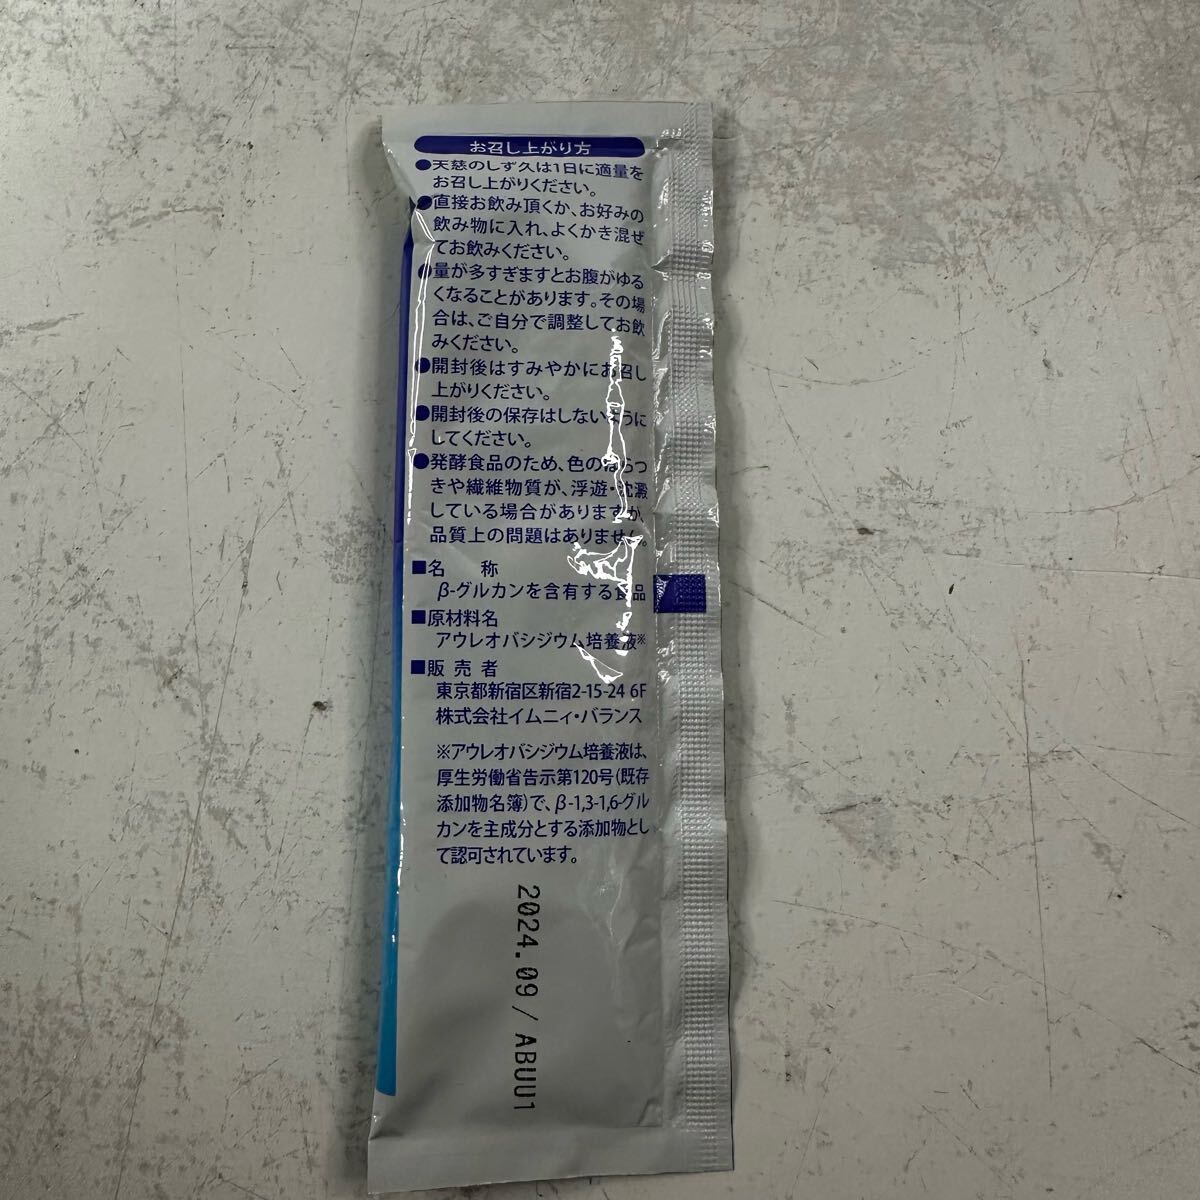 お召し上がり方
●天慈のしず久は1日に適量を
お召し上がりください。
●直接お飲み頂くか、お好みの
飲み物に入れ、よくかき混ぜ
てお飲みください。
●量が多すぎますとお腹がゆる
くなることがあります。その場
合は、ご自分で調整してお飲
みください。
●開封後はすみやかにお召し
上がりください。
●開封後の保存はしないように
してください。
●発酵食品のため、色のばらつ
きや繊維物質が、浮遊・沈澱
している場合がありますが、
品質上の問題はありません。
■名　称
β-グルカンを含有する食品
■原材料名
アウレオバシジウム培養液※
■販売者
東京都新宿区新宿2-15-24 6F
株式会社イムニィ・バランス
※アウレオバシジウム培養液は、
厚生労働省告示第120号(既存
添加物名簿)で、β-1,3-1,6-グル
カンを主成分とする添加物とし
て認可されています。
2024.09/ABUU1